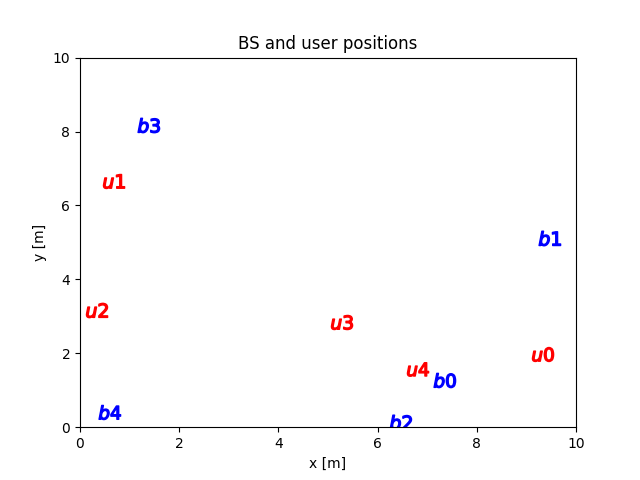 BS and user positions
10
b3
8
u1
6
b1
y [m]
4
u2
u3
2
u0
u4
b0
b4
b2
0
0 2 4 6 8 10
x [m]